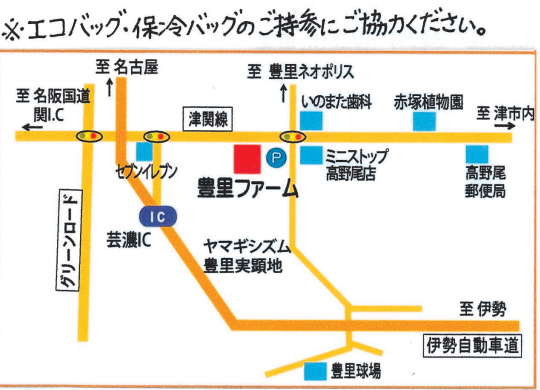 ※・エコバッグ・保冷バッグのご持参にご協力ください。
至 名古屋
至 豊里ネオポリス
至 名阪国道
関I.C
いのまた歯科
赤塚植物園
津関線
至 津市内
セブンイレブン
P
ミニストップ
高野尾店
高野尾
郵便局
豊里ファーム
IC
芸濃IC
グリーンロード
ヤマギシズム
豊里実顕地
至 伊勢
伊勢自動車道
豊里球場